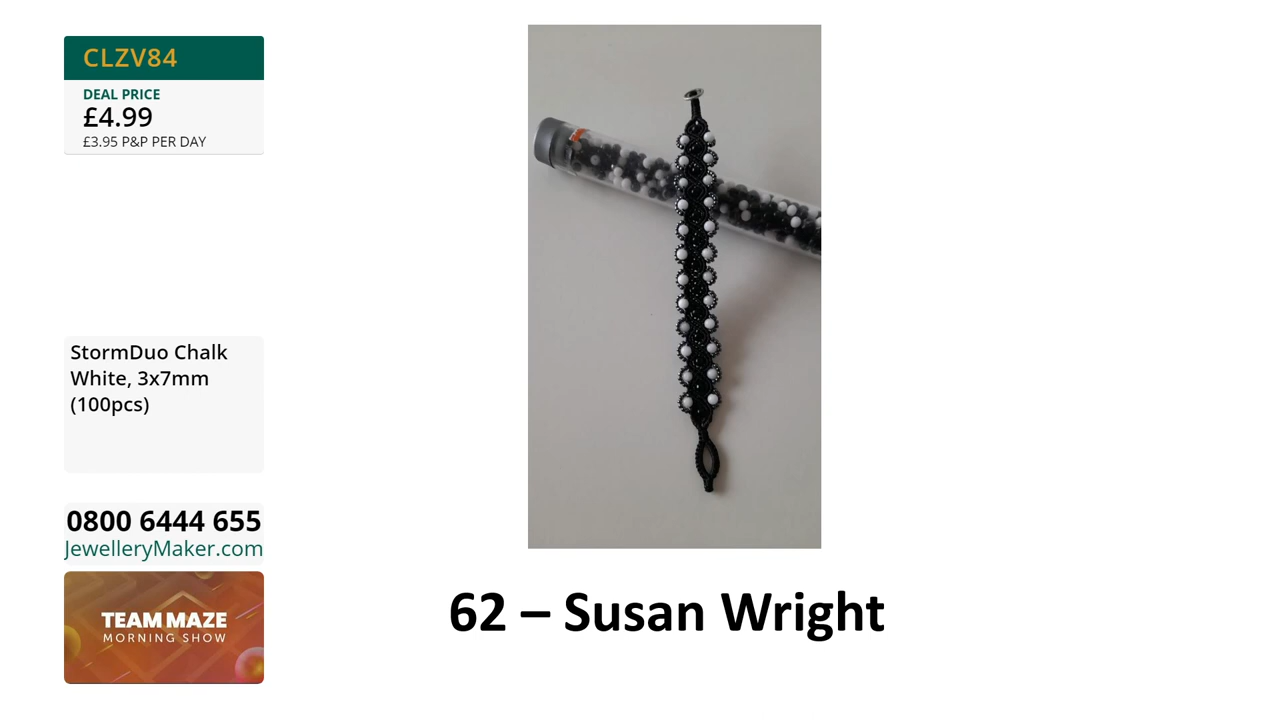 CLZV84
DEAL PRICE
£4.99
£3.95 P&P PER DAY
StormDuo Chalk
White, 3x7mm
(100pcs)
0800 6444 655
JewelleryMaker.com
TEAM MAZE
MORNING SHOW
62 – Susan Wright